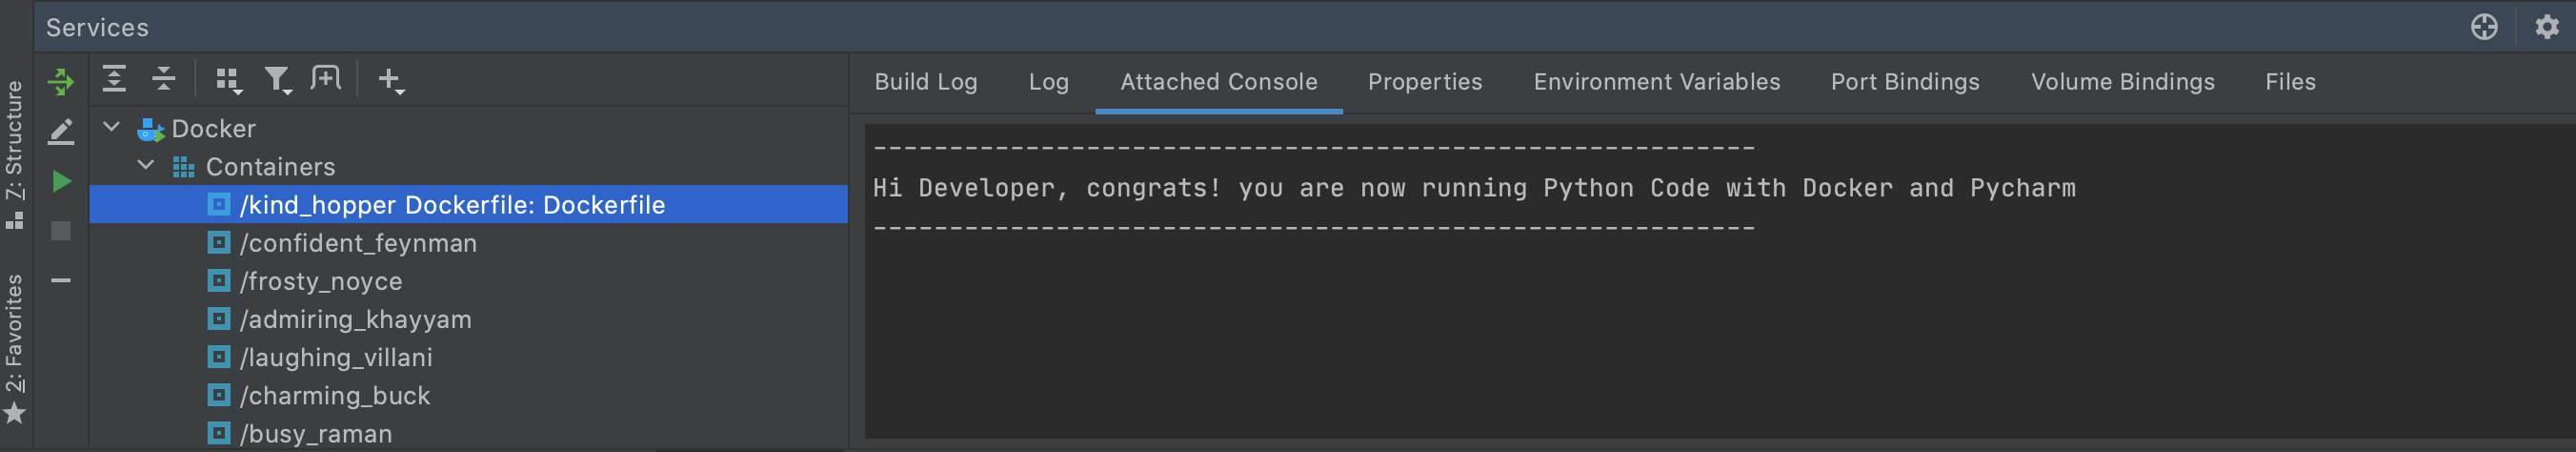 Services
7: Structure
2: Favorites
Docker
Containers
/kind_hopper Dockerfile: Dockerfile
/confident_feynman
/frosty_noyce
/admiring_khayyam
/laughing_villani
/charming_buck
/busy_raman
Build Log Log Attached Console Properties Environment Variables Port Bindings Volume Bindings Files
----------------------------------------------------------
Hi Developer, congrats! you are now running Python Code with Docker and Pycharm
----------------------------------------------------------